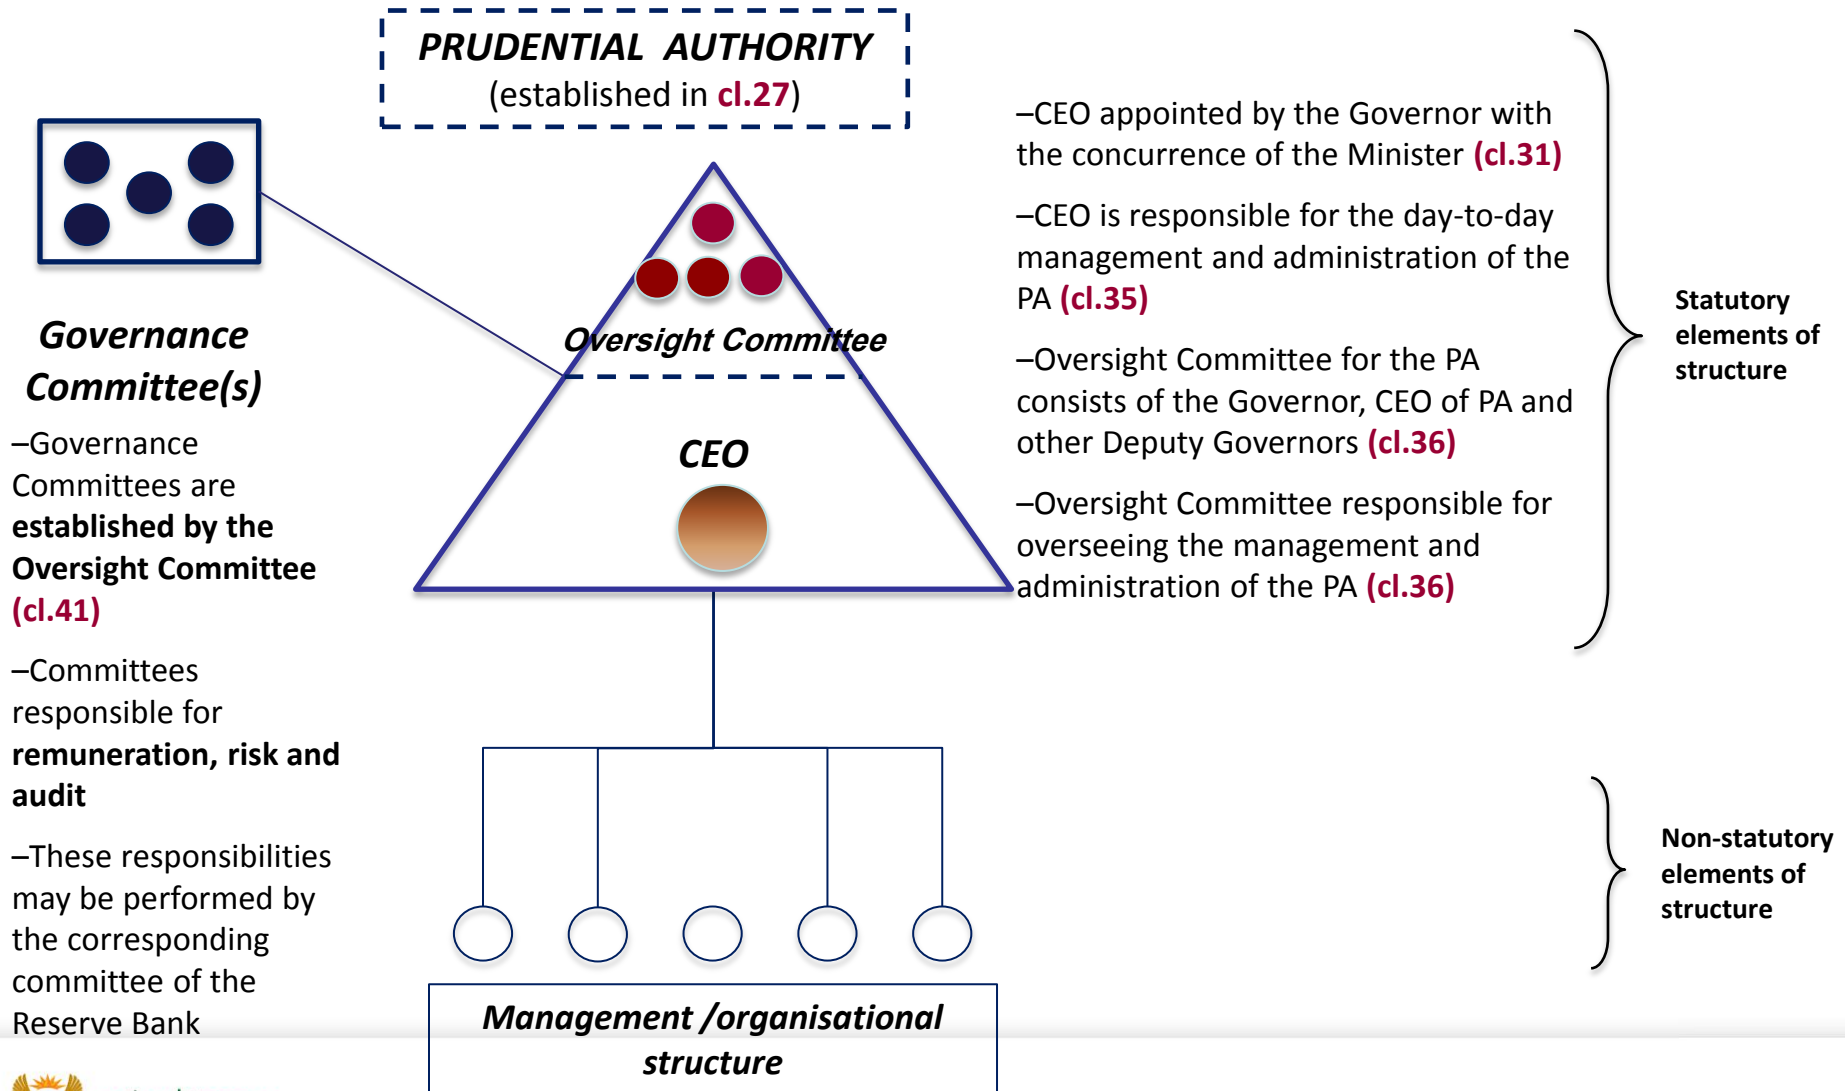 PRUDENTIAL AUTHORITY
(established in cl.27)
Governance
Committee(s)
–Governance
Committees are
established by the
Oversight Committee
(cl.41)
–Committees
responsible for
remuneration, risk and
audit
–These responsibilities
may be performed by
the corresponding
committee of the
Reserve Bank
Oversight Committee
CEO
Management /organisational
structure
–CEO appointed by the Governor with
the concurrence of the Minister (cl.31)
–CEO is responsible for the day-to-day
management and administration of the
PA (cl.35)
–Oversight Committee for the PA
consists of the Governor, CEO of PA and
other Deputy Governors (cl.36)
–Oversight Committee responsible for
overseeing the management and
administration of the PA (cl.36)
Statutory
elements of
structure
Non-statutory
elements of
structure